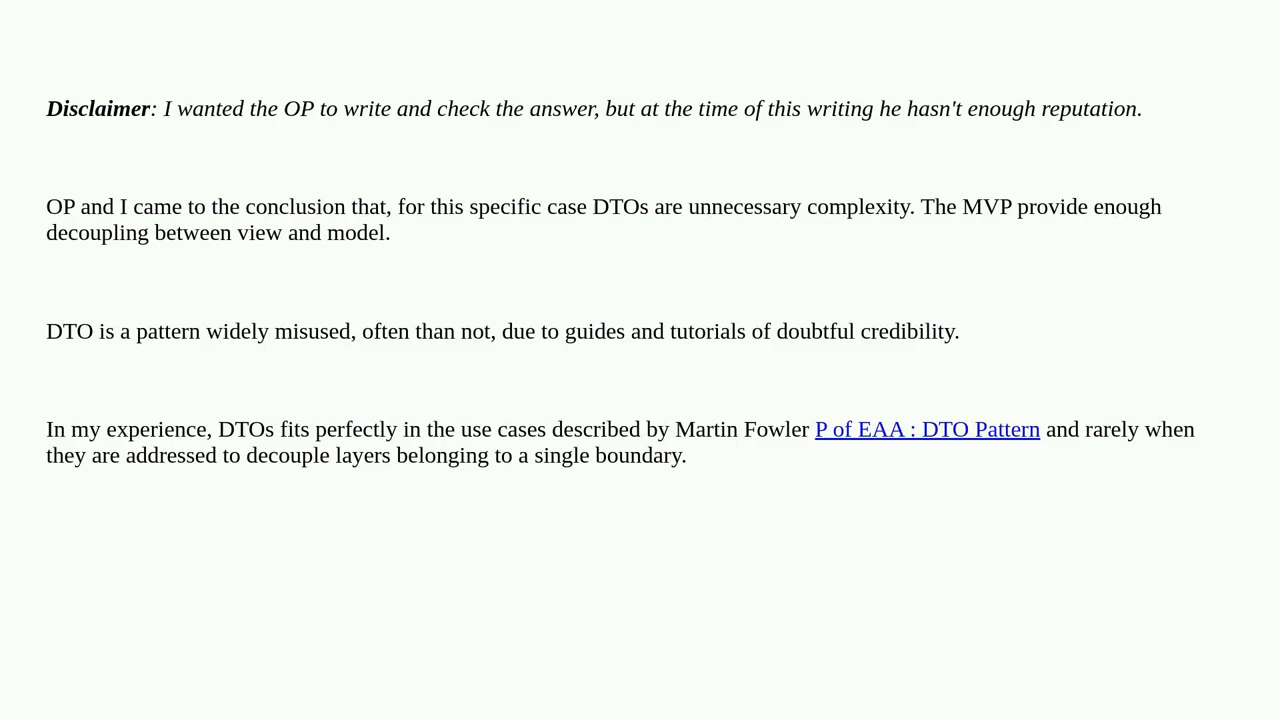 Disclaimer: I wanted the OP to write and check the answer, but at the time of this writing he hasn't enough reputation.
OP and I came to the conclusion that, for this specific case DTOs are unnecessary complexity. The MVP provide enough
decoupling between view and model.
DTO is a pattern widely misused, often than not, due to guides and tutorials of doubtful credibility.
In my experience, DTOs fits perfectly in the use cases described by Martin Fowler P of EAA : DTO Pattern and rarely when
they are addressed to decouple layers belonging to a single boundary.